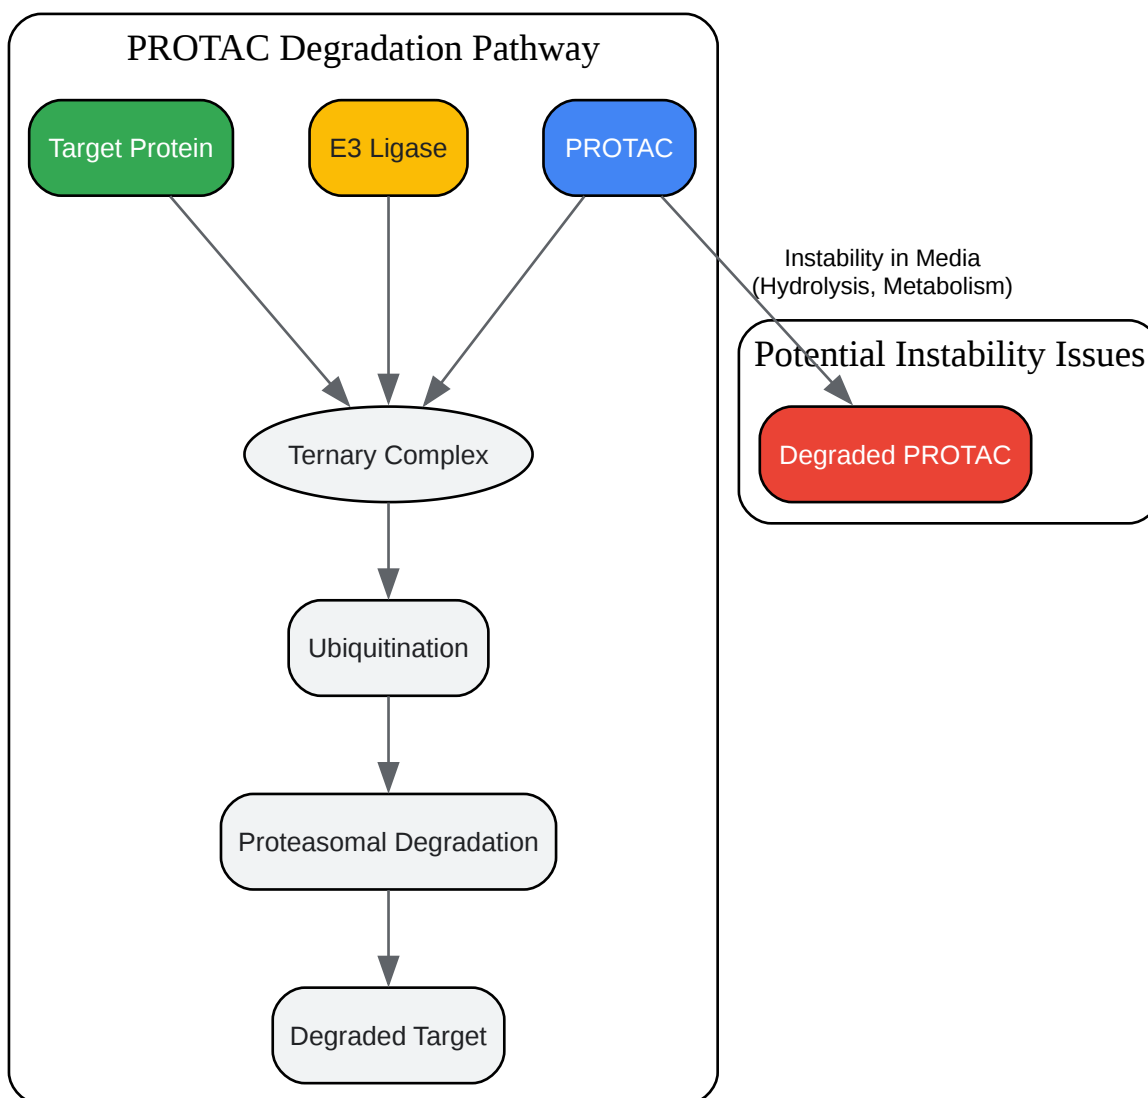 PROTAC Degradation Pathway
Target Protein
E3 Ligase
PROTAC
Instability in Media
(Hydrolysis, Metabolism)
Potential Instability Issues
Degraded PROTAC
Ternary Complex
Ubiquitination
Proteasomal Degradation
Degraded Target